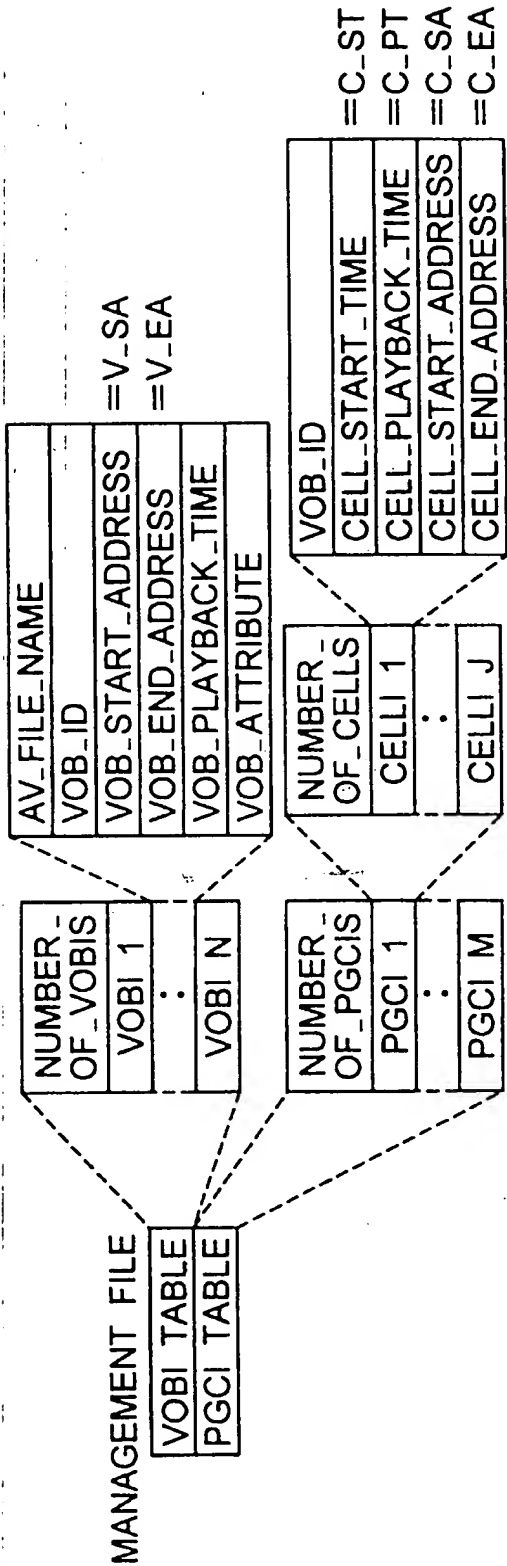 MANAGEMENT FILE
VOBI TABLE
PGCI TABLE
NUMBER_
OF_VOBIS
VOBI 1
:
VOBI N
AV_FILE_NAME
VOB_ID
VOB_START_ADDRESS =V_SA
VOB_END_ADDRESS =V_EA
VOB_PLAYBACK_TIME
VOB_ATTRIBUTE
NUMBER_
OF_PGCIS
PGCI 1
:
PGCI M
NUMBER_
OF_CELLS
CELLI 1
:
CELLI J
VOB_ID
CELL_START_TIME =C_ST
CELL_PLAYBACK_TIME =C_PT
CELL_START_ADDRESS =C_SA
CELL_END_ADDRESS =C_EA